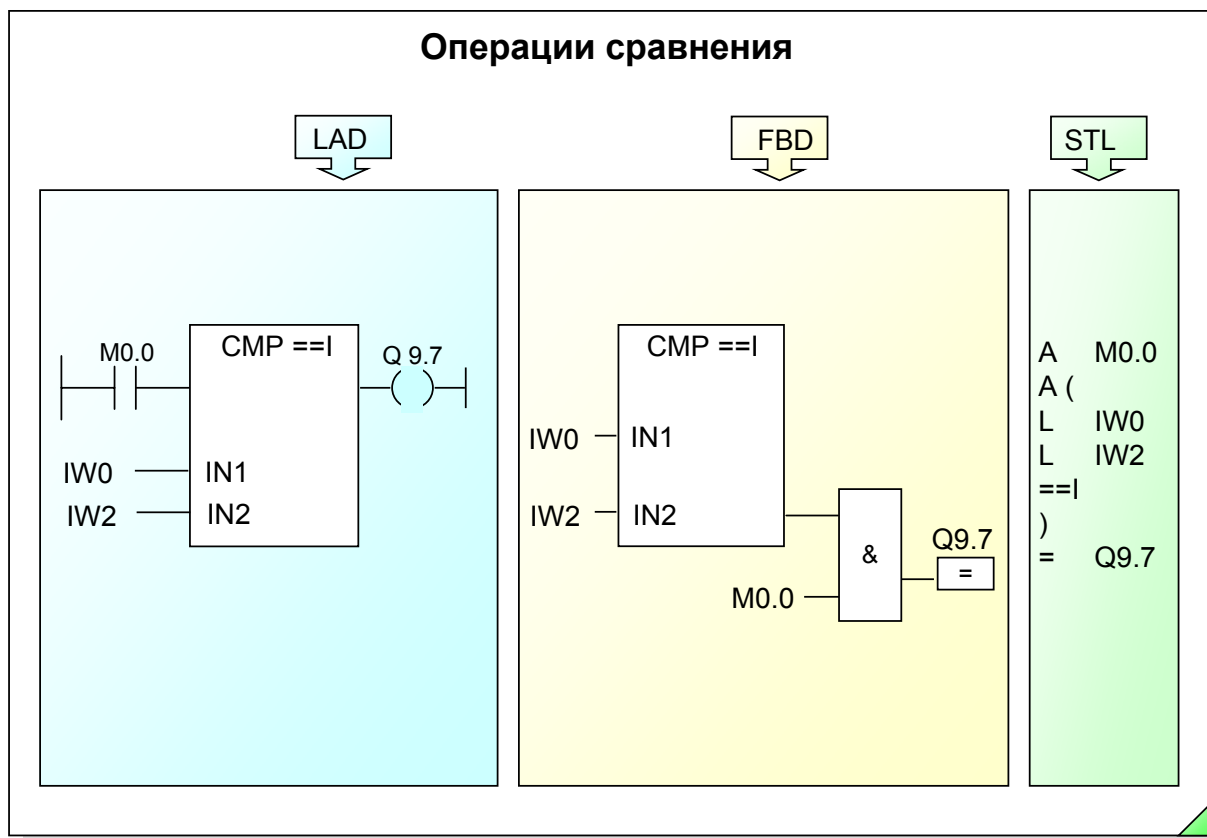 Операции сравнения
LAD
FBD
STL
M0.0
CMP ==I
Q 9.7
IW0
IN1
IW2
IN2
CMP ==I
IW0
IN1
IW2
IN2
&
M0.0
Q9.7
=
A M0.0
A (
L IW0
L IW2
==I
)
= Q9.7